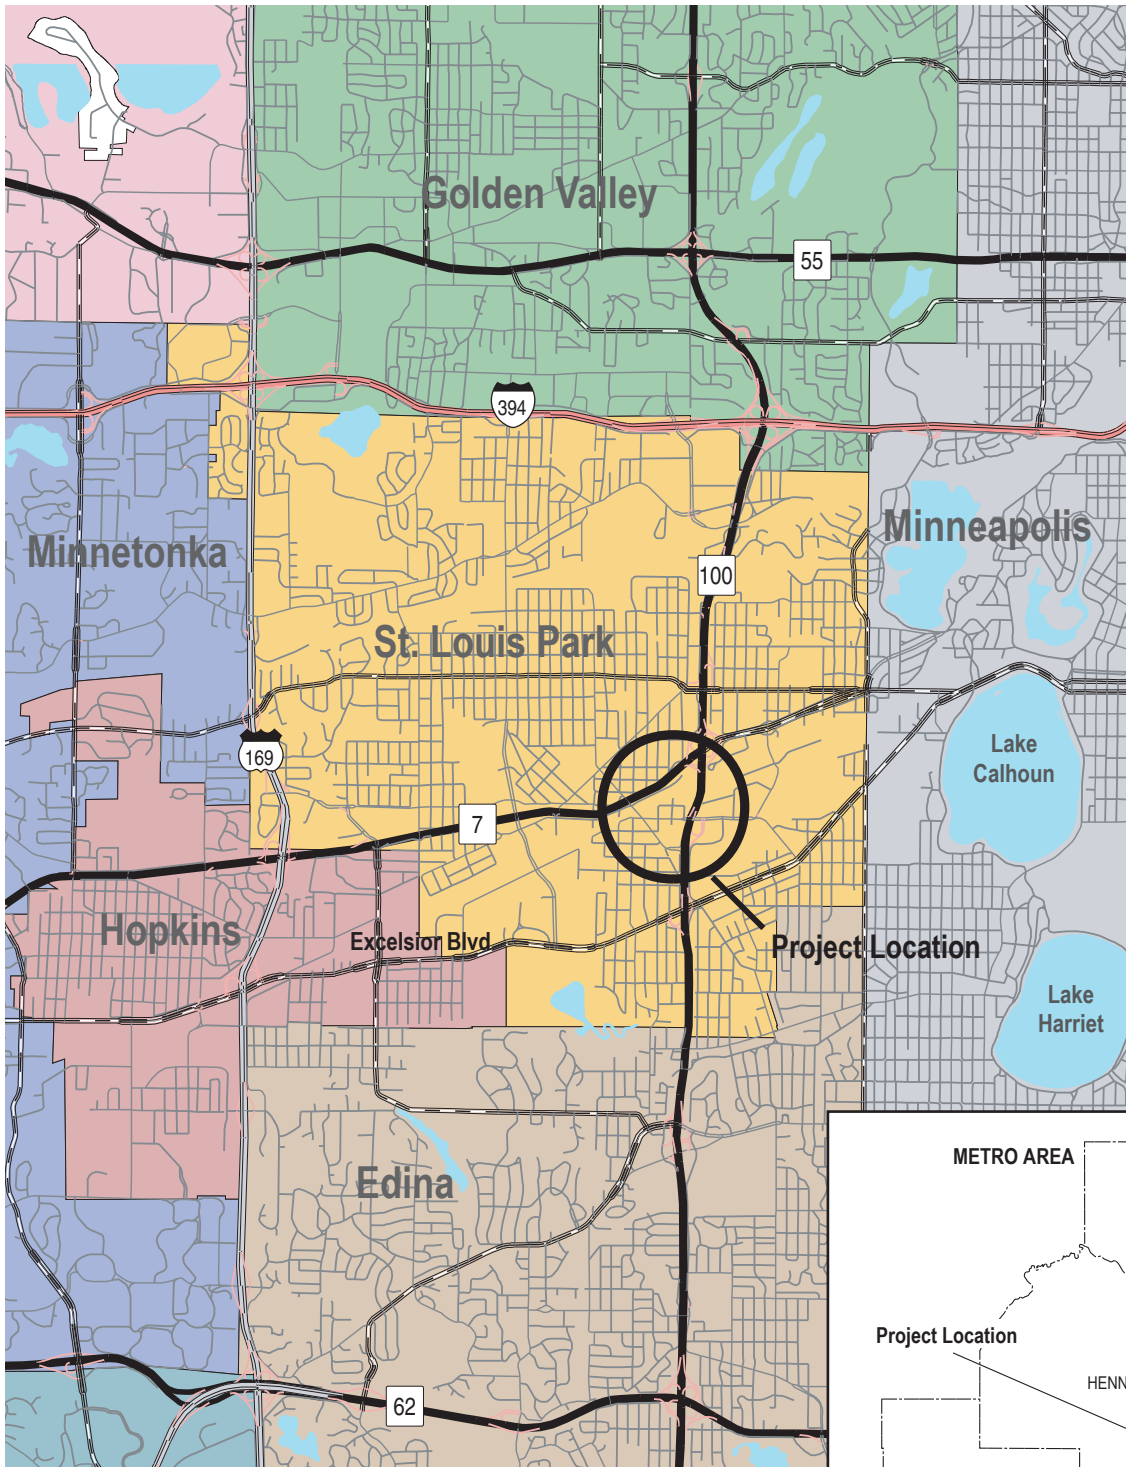 Golden Valley
55
394
Minnetonka
Minneapolis
100
St. Louis Park
169
Lake
Calhoun
7
Hopkins
Excelsior Blvd
Project Location
Lake
Harriet
METRO AREA
Edina
Project Location
HENN
62